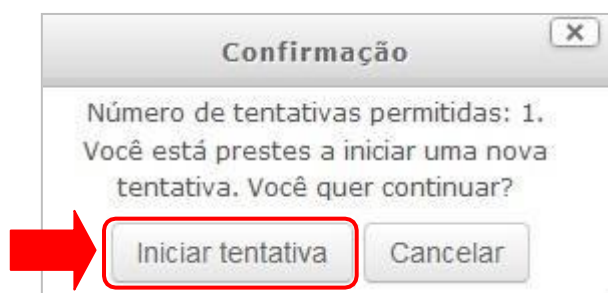 Confirmação
Número de tentativas permitidas: 1.
Você está prestes a iniciar uma nova
tentativa. Você quer continuar?
Iniciar tentativa Cancelar